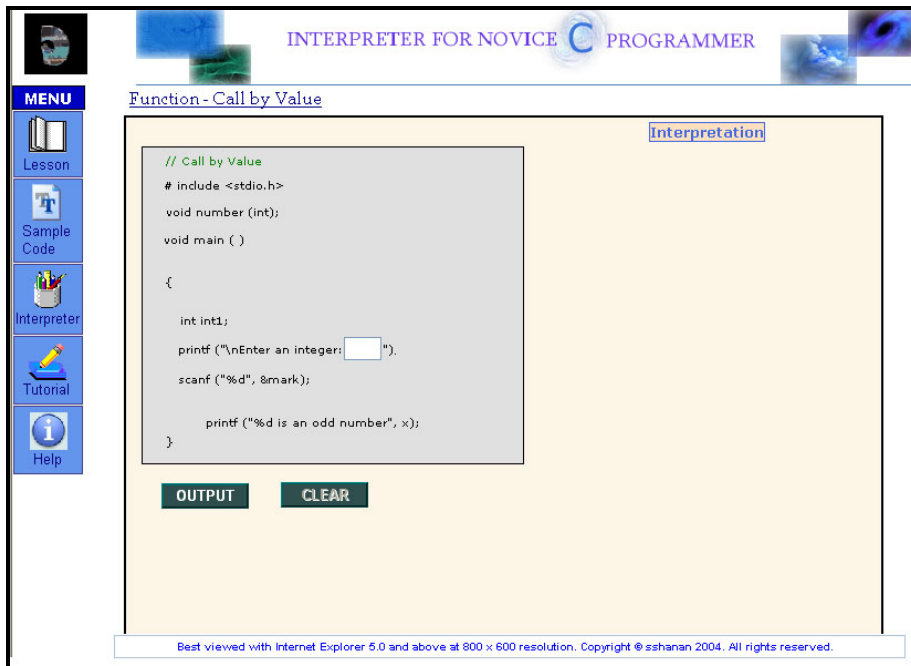 INTERPRETER FOR NOVICE C PROGRAMMER
MENU
Lesson
Sample
Code
Interpreter
Tutorial
Help
Function - Call by Value
Interpretation
// Call by Value
# include <stdio.h>
void number (int);
void main ( )
{
int int1;
printf ("\nEnter an integer: ");
scanf ("%d", &mark);
printf ("%d is an odd number", x);
}
OUTPUT
CLEAR
Best viewed with Internet Explorer 5.0 and above at 800 x 600 resolution. Copyright © sshanan 2004. All rights reserved.